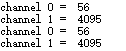 channel 0 = 56
channel 1 = 4095
channel 0 = 56
channel 1 = 4095